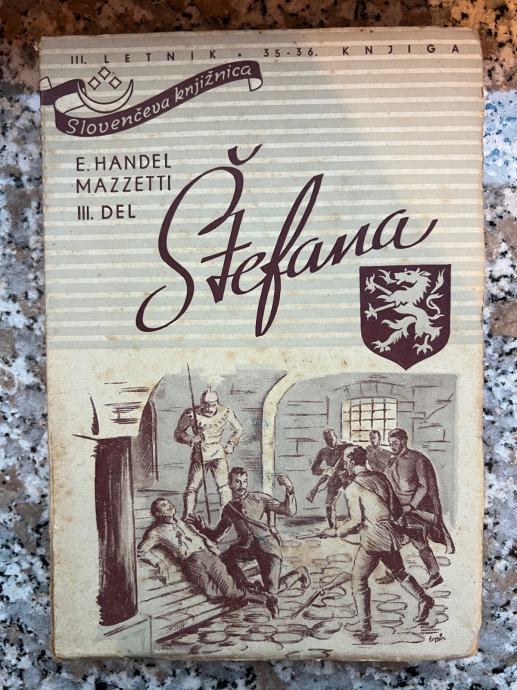 III. LETNIK • 35-36. KNJIGA
Slovenčeva knjižnica
E. HANDEL
MAZZETTI
III. DEL
Štefana